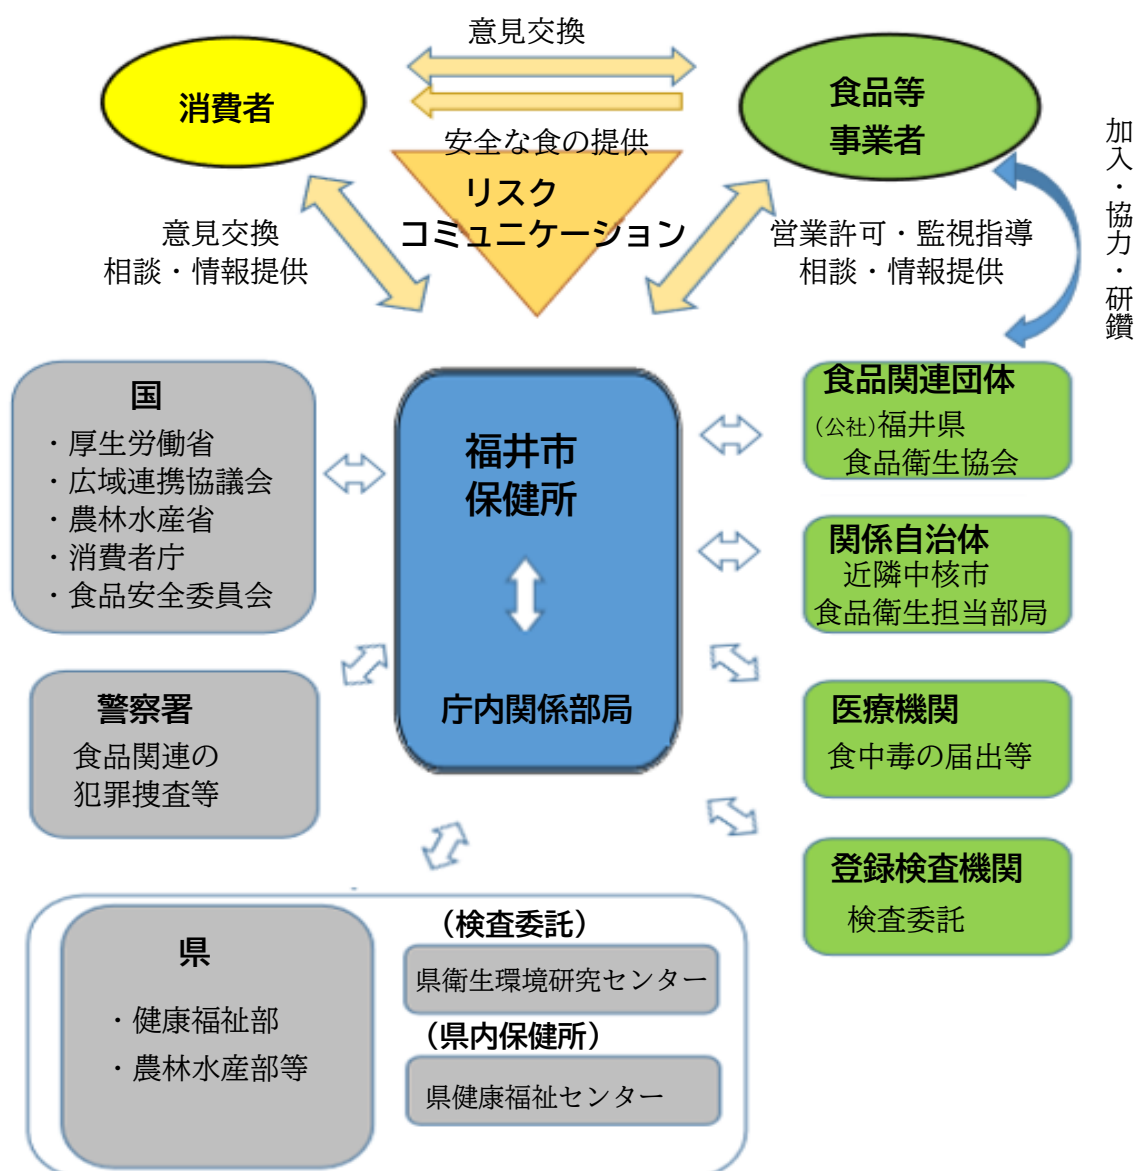 意見交換
消費者
食品等
事業者
安全な食の提供
リスク
コミュニケーション
加入・協力・研鑽
意見交換
相談・情報提供
営業許可・監視指導
相談・情報提供
国
・厚生労働省
・広域連携協議会
・農林水産省
・消費者庁
・食品安全委員会
福井市
保健所
庁内関係部局
食品関連団体
(公社)福井県
食品衛生協会
関係自治体
近隣中核市
食品衛生担当部局
警察署
食品関連の
犯罪捜査等
医療機関
食中毒の届出等
登録検査機関
検査委託
県
・健康福祉部
・農林水産部等
(検査委託)
県衛生環境研究センター
(県内保健所)
県健康福祉センター